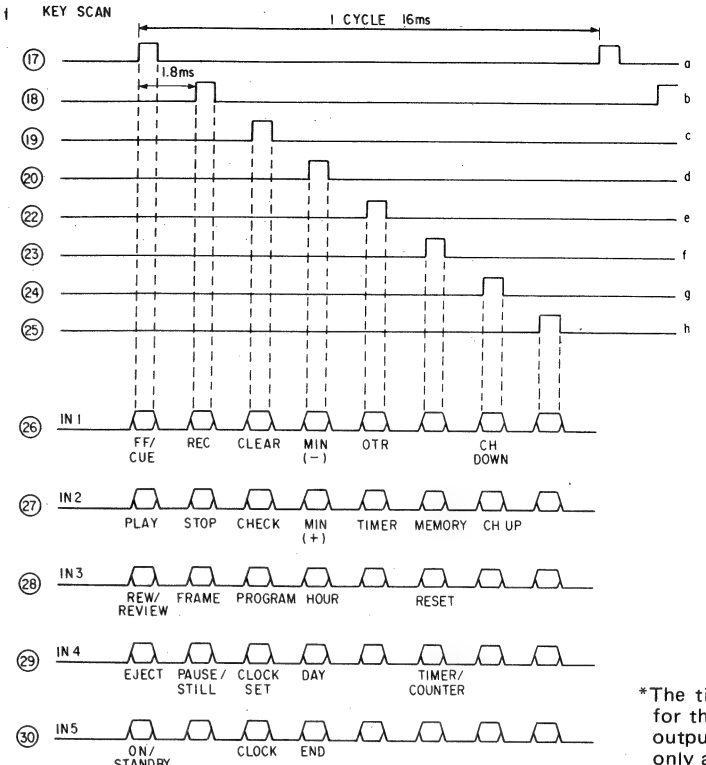 f KEY SCAN
1 CYCLE 16ms
17 a
1.8ms
18 b
19 c
20 d
22 e
23 f
24 g
25 h
26 IN 1
FF/ REC CLEAR MIN OTR CH
CUE (−) DOWN
27 IN 2
PLAY STOP CHECK MIN TIMER MEMORY CH UP
(+)
28 IN 3
REW/ FRAME PROGRAM HOUR RESET
REVIEW
29 IN 4
EJECT PAUSE/ CLOCK DAY TIMER/
STILL SET COUNTER
30 IN 5
ON/ CLOCK END
STANDBY
*The ti
for th
outpu
only a